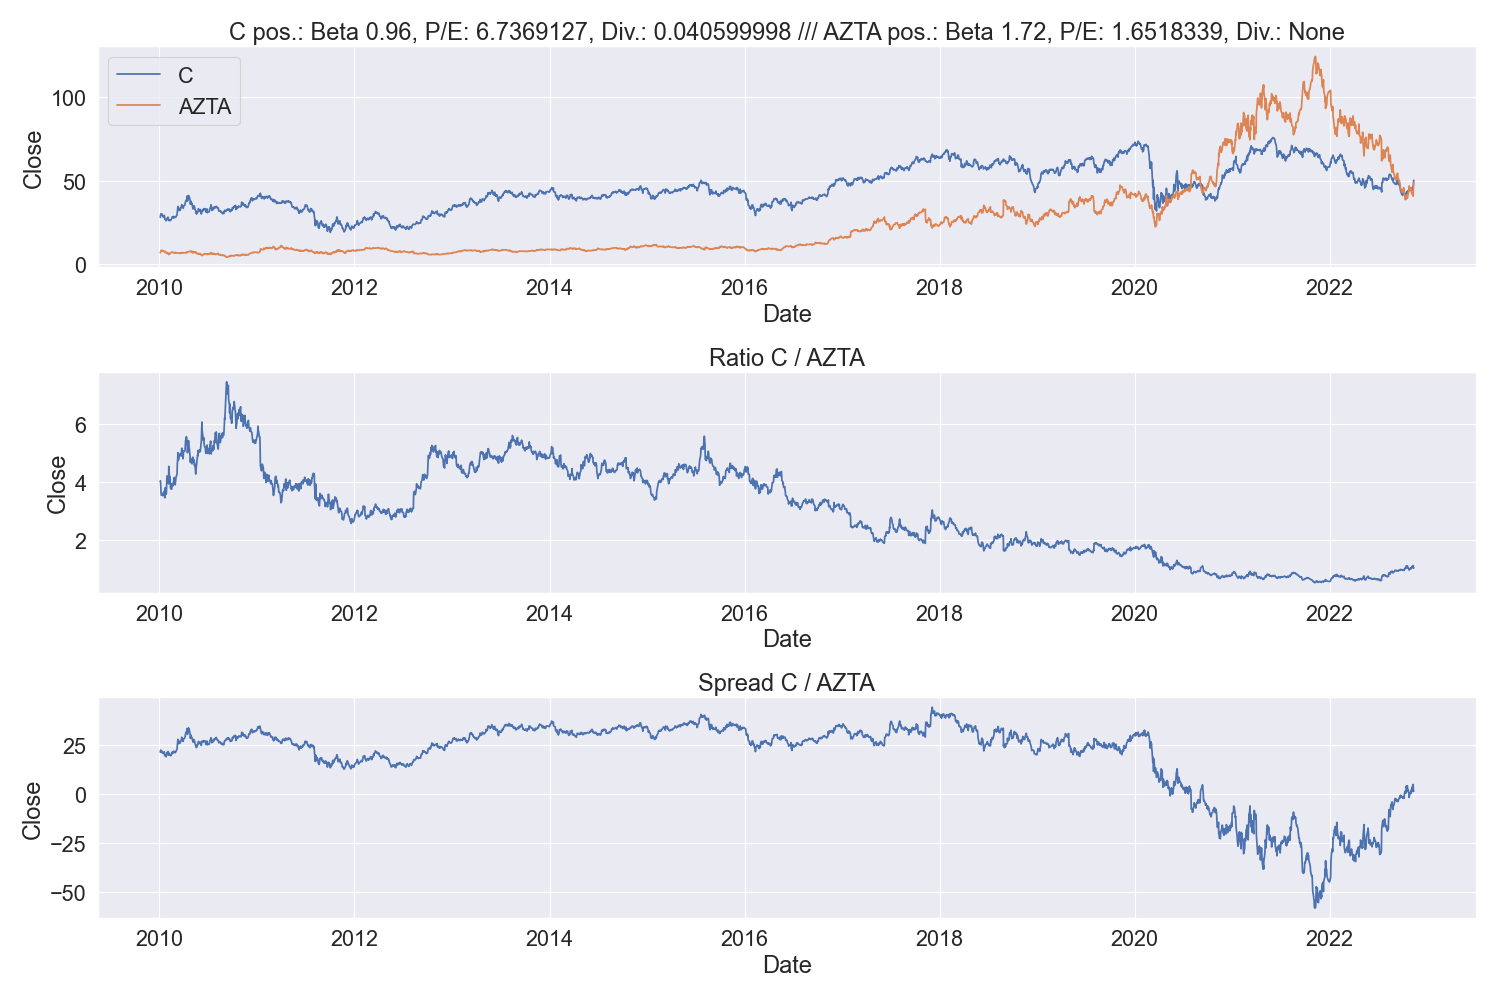 C pos.: Beta 0.96, P/E: 6.7369127, Div.: 0.040599998 /// AZTA pos.: Beta 1.72, P/E: 1.6518339, Div.: None
C
AZTA
100
50
0
Close
2010 2012 2014 2016 2018 2020 2022
Date
Ratio C / AZTA
6
4
2
Close
2010 2012 2014 2016 2018 2020 2022
Date
Spread C / AZTA
25
0
−25
−50
Close
2010 2012 2014 2016 2018 2020 2022
Date